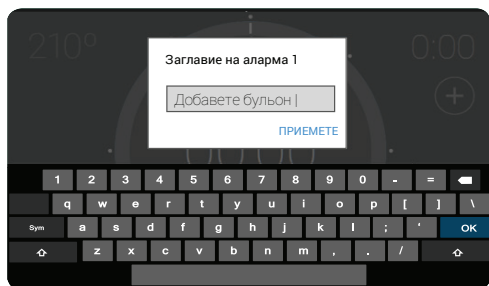 210° 0:00
Заглавие на аларма 1
Добавете бульон |
ПРИЕМЕТЕ
1 2 3 4 5 6 7 8 9 0 - =
q w e r t y u i o p [ ] \
Sym a s d f g h j k l ; ' OK
z x c v b n m , . /